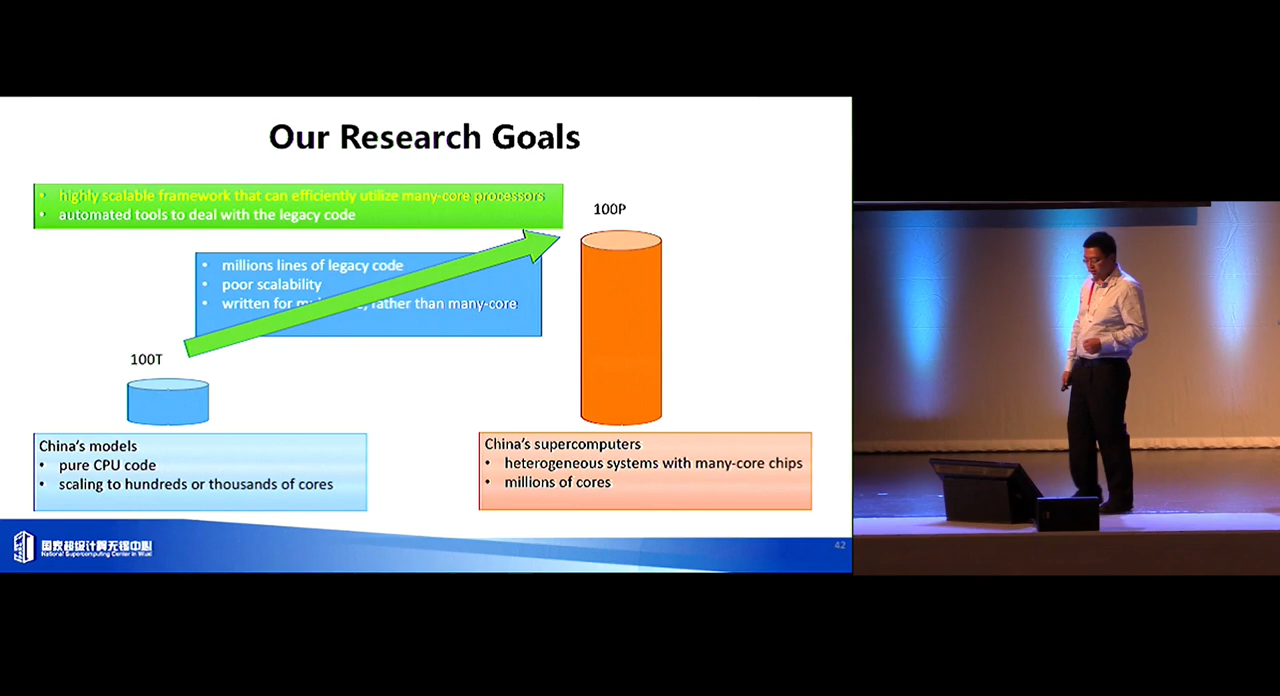 Our Research Goals
• highly scalable framework that can efficiently utilize many-core processors
• automated tools to deal with the legacy code
100P
• millions lines of legacy code
• poor scalability
• written for rather than many-core
100T
China's models
• pure CPU code
• scaling to hundreds or thousands of cores
China's supercomputers
• heterogeneous systems with many-core chips
• millions of cores
国家超级计算无锡中心
National Supercomputing Center in Wuxi
42